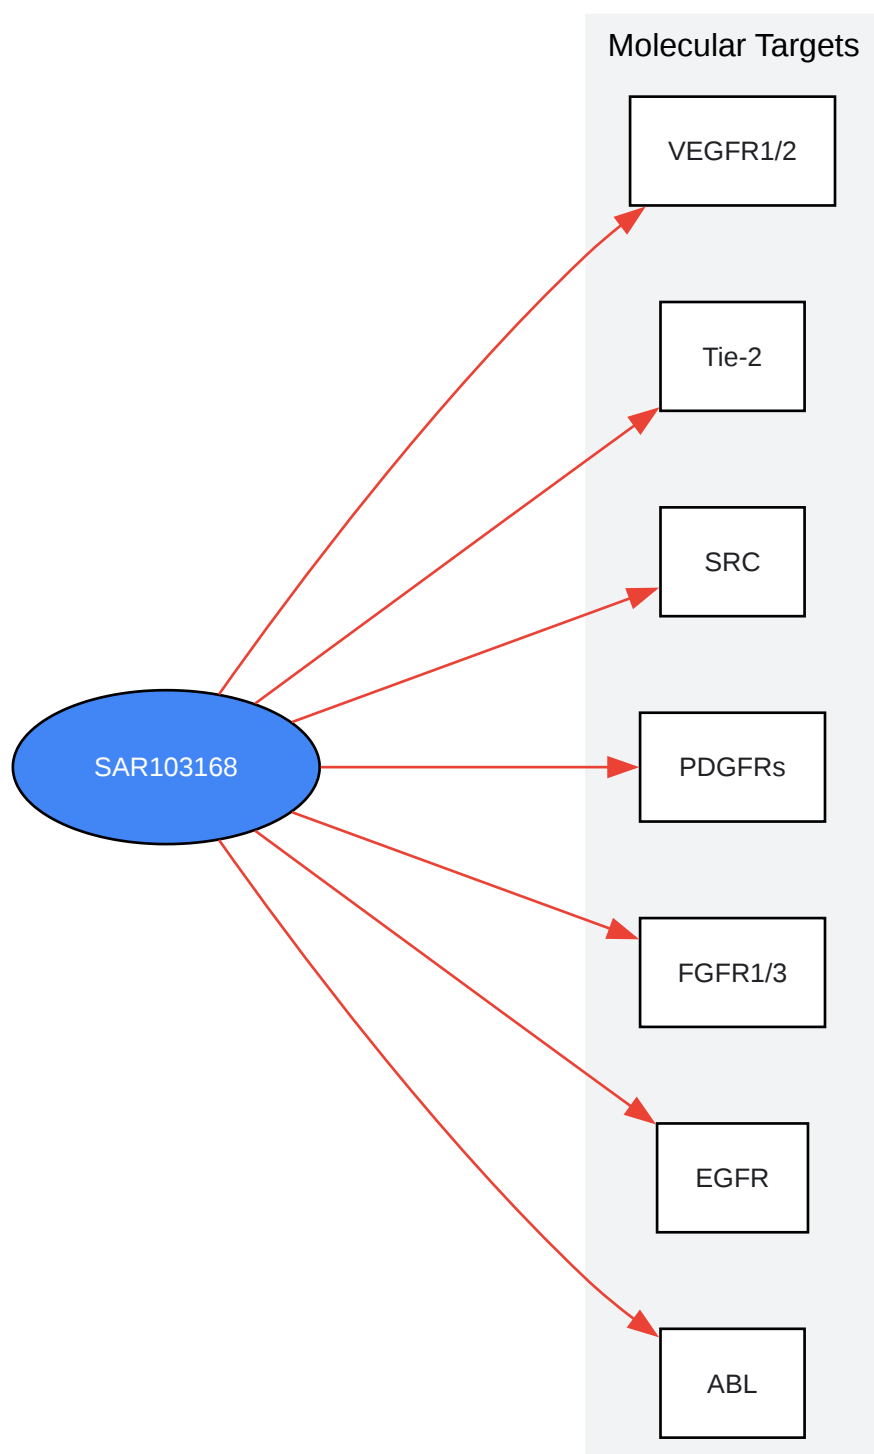 Molecular Targets
VEGFR1/2
Tie-2
SRC
SAR103168
PDGFRs
FGFR1/3
EGFR
ABL